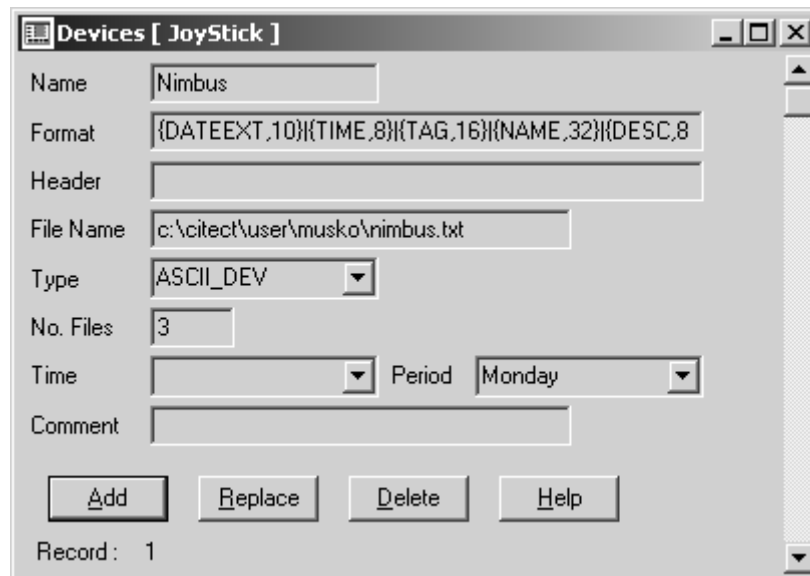 Devices [ JoyStick ]
Name Nimbus
Format {DATEEXT,10}|{TIME,8}|{TAG,16}|{NAME,32}|{DESC,8
Header
File Name c:\citect\user\musko\nimbus.txt
Type ASCII_DEV
No. Files 3
Time Period Monday
Comment
Add Replace Delete Help
Record : 1